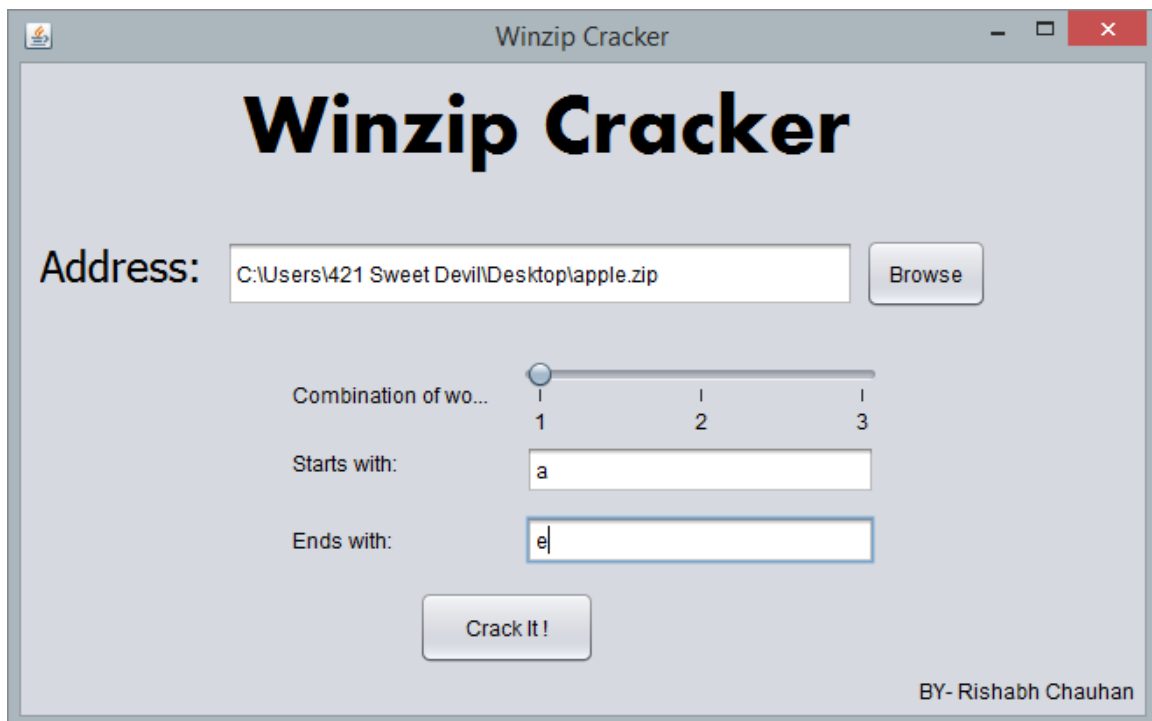 Winzip Cracker
Winzip Cracker
Address: C:\Users\421 Sweet Devil\Desktop\apple.zip Browse
Combination of wo...
1 2 3
Starts with: a
Ends with: e
Crack It !
BY- Rishabh Chauhan